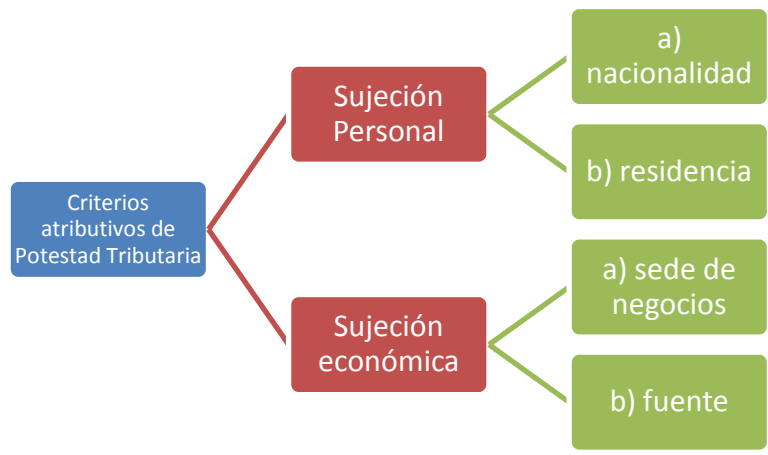 Criterios
atributivos de
Potestad Tributaria
Sujeción
Personal
a)
nacionalidad
b) residencia
Sujeción
económica
a) sede de
negocios
b) fuente